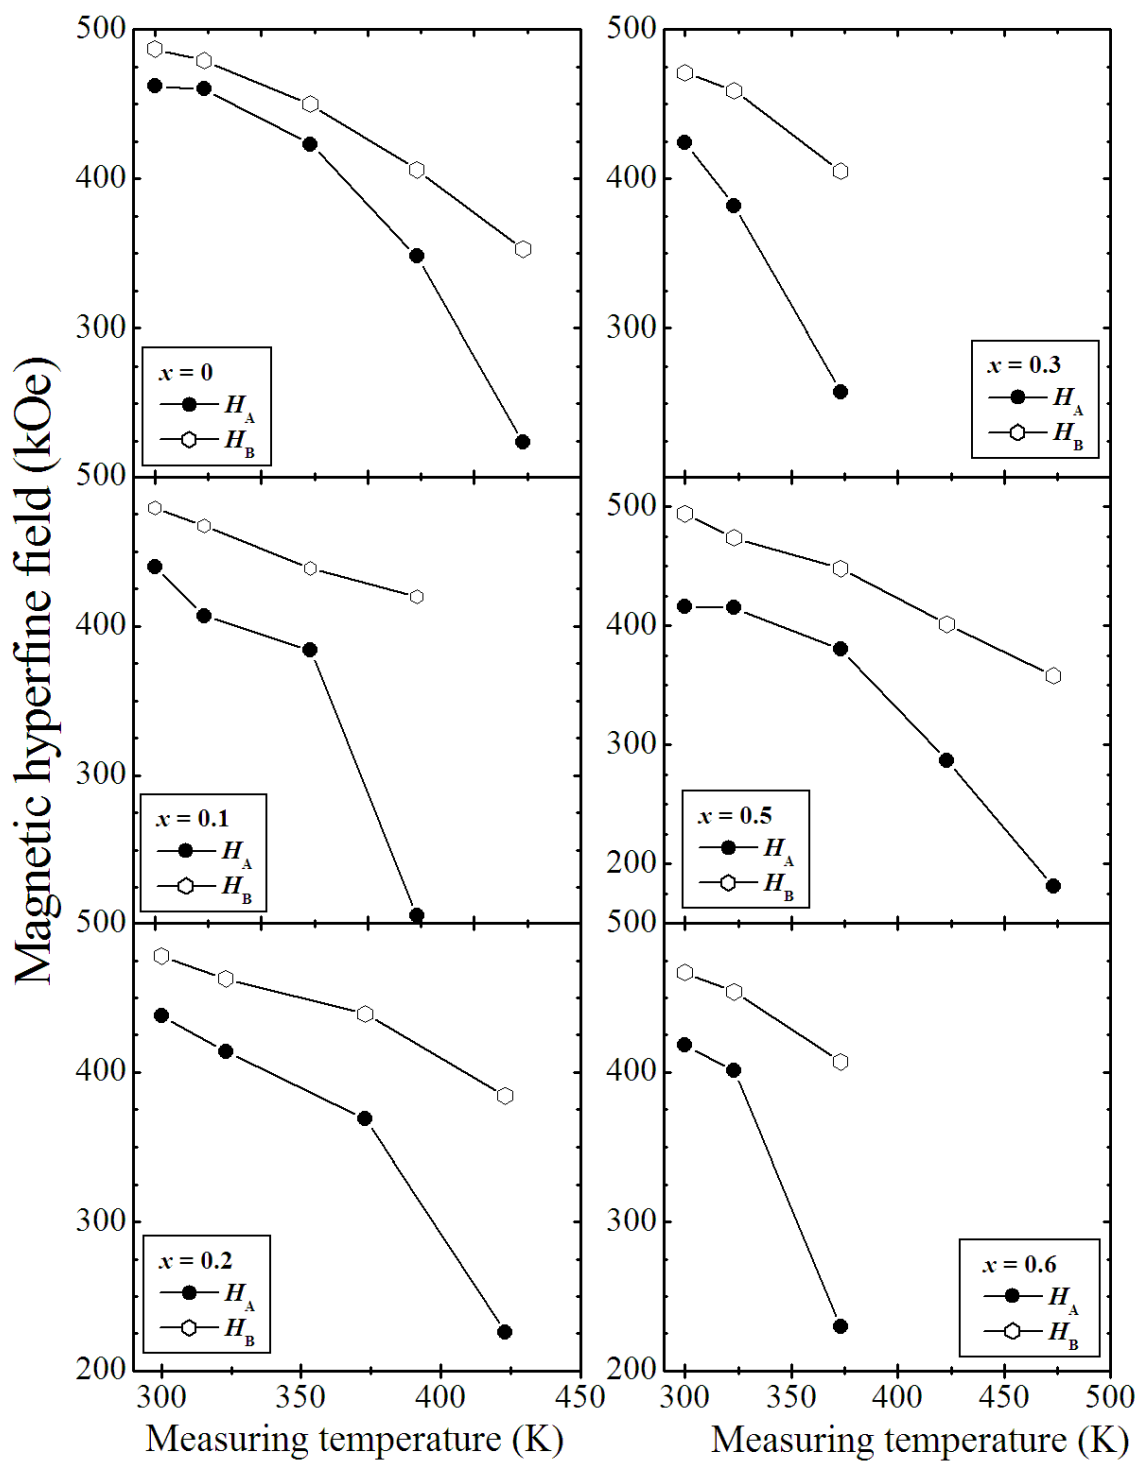 Magnetic hyperfine field (kOe)
500
400
300
x = 0
H_A
H_B
500
400
300
x = 0.1
H_A
H_B
500
400
300
200
x = 0.2
H_A
H_B
300 350 400 450
Measuring temperature (K)
x = 0.3
H_A
H_B
500
400
300
200
x = 0.5
H_A
H_B
500
400
x = 0.6
H_A
H_B
300 350 400 450 500
Measuring temperature (K)
400
300